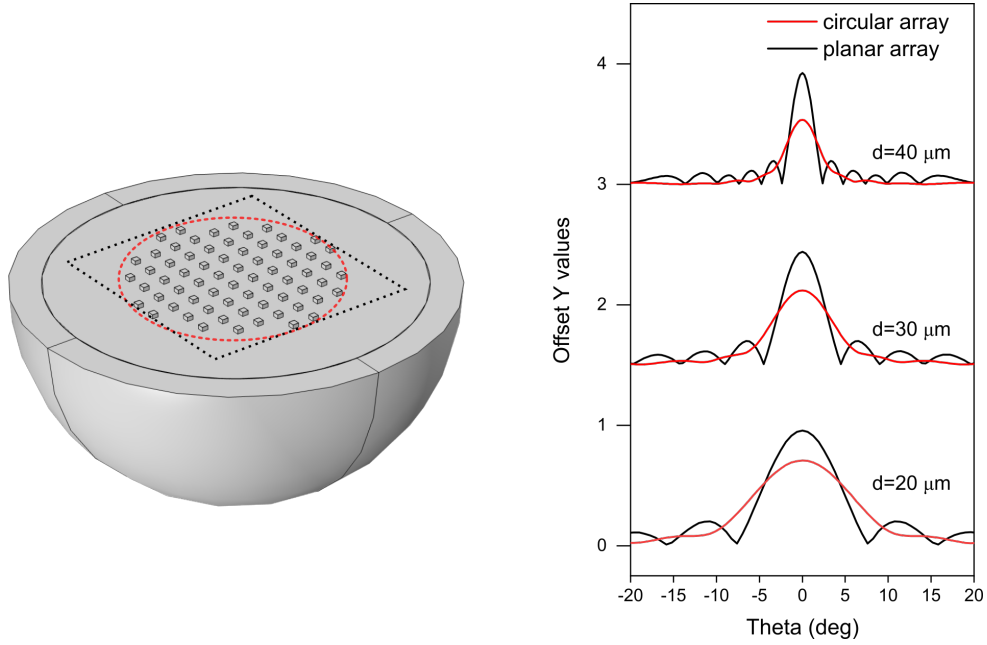 circular array
planar array
4
d=40 μm
3
Offset Y values
2
d=30 μm
1
d=20 μm
0
-20 -15 -10 -5 0 5 10 15 20
Theta (deg)